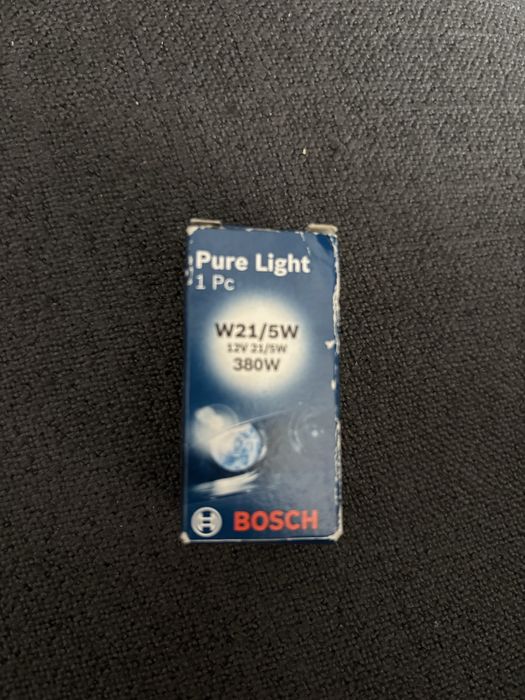 Pure Light
1 Pc
W21/5W
12V 21/5W
380W
BOSCH